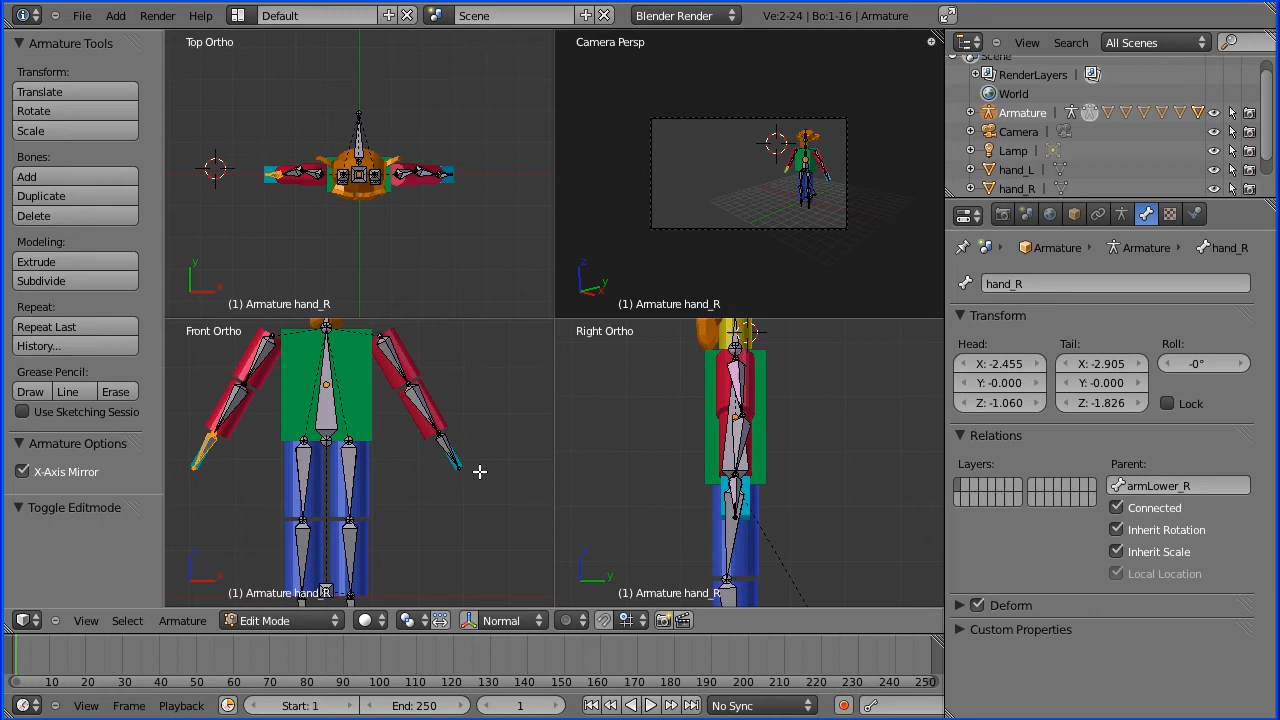 File Add Render Help Default Scene Blender Render Ve:2-24 | Bo:1-16 | Armature
Armature Tools
Transform:
Translate
Rotate
Scale
Bones:
Add
Duplicate
Delete
Modeling:
Extrude
Subdivide
Repeat:
Repeat Last
History...
Grease Pencil:
Draw Line Erase
Use Sketching Sessio
Armature Options
X-Axis Mirror
Toggle Editmode
Top Ortho
y
x
(1) Armature hand_R
Camera Persp
z
y
x
(1) Armature hand_R
Front Ortho
z
x
(1) Armature hand_R
Right Ortho
z
y
(1) Armature hand_R
View Select Armature Edit Mode Normal
10 20 30 40 50 60 70 80 90 100 110 120 130 140 150 160 170 180 190 200 210 220 230 240 250
View Frame Playback Start: 1 End: 250 1 No Sync
View Search All Scenes
Scene
RenderLayers |
World
Armature |
Camera |
Lamp |
hand_L |
hand_R |
Armature Armature hand_R
hand_R
Transform
Head: Tail: Roll:
X: -2.455 X: -2.905 -0°
Y: -0.000 Y: -0.000
Z: -1.060 Z: -1.826 Lock
Relations
Layers: Parent:
armLower_R
Connected
Inherit Rotation
Inherit Scale
Local Location
Deform
Custom Properties